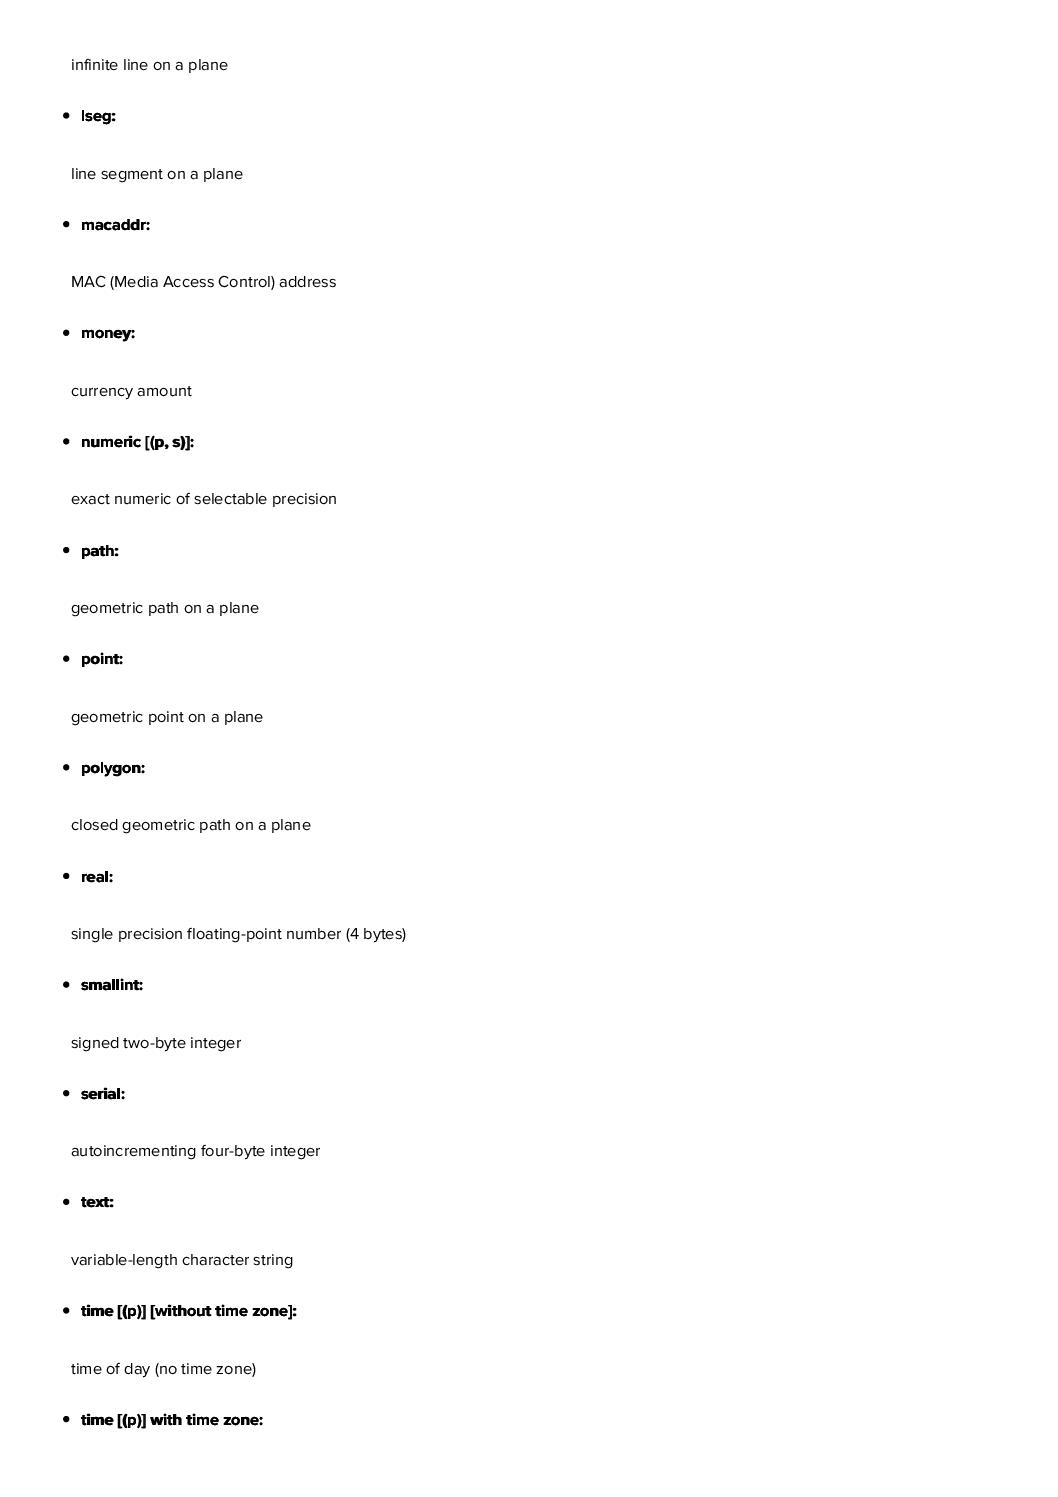 infinite line on a plane
• lseg:
line segment on a plane
• macaddr:
MAC (Media Access Control) address
• money:
currency amount
• numeric [(p, s)]:
exact numeric of selectable precision
• path:
geometric path on a plane
• point:
geometric point on a plane
• polygon:
closed geometric path on a plane
• real:
single precision floating-point number (4 bytes)
• smallint:
signed two-byte integer
• serial:
autoincrementing four-byte integer
• text:
variable-length character string
• time [(p)] [without time zone]:
time of day (no time zone)
• time [(p)] with time zone: